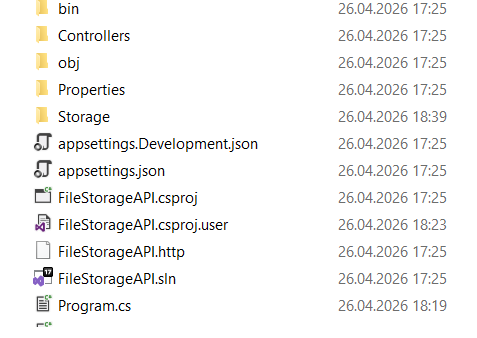 bin 26.04.2026 17:25
Controllers 26.04.2026 17:25
obj 26.04.2026 17:25
Properties 26.04.2026 17:25
Storage 26.04.2026 18:39
appsettings.Development.json 26.04.2026 17:25
appsettings.json 26.04.2026 17:25
FileStorageAPI.csproj 26.04.2026 17:25
FileStorageAPI.csproj.user 26.04.2026 18:23
FileStorageAPI.http 26.04.2026 17:25
FileStorageAPI.sln 26.04.2026 17:25
Program.cs 26.04.2026 18:19